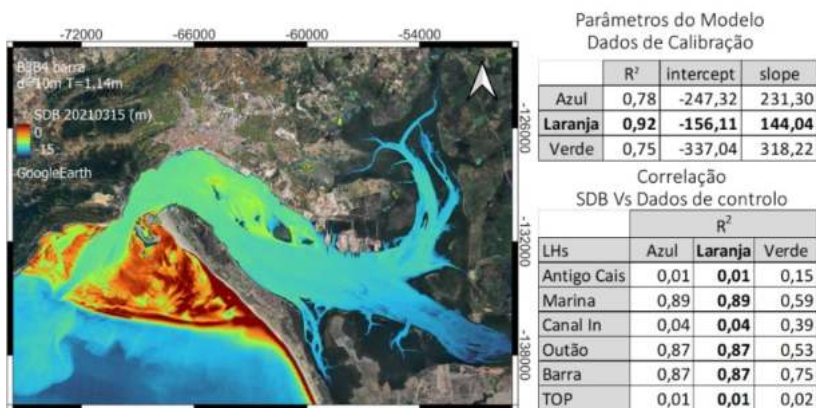 -72000 -66000 -60000 -54000
B3B4 barra
d=10m T=1,14m
SDB 20210315 (m)
0
-15
GoogleEarth
-126000
-132000
-138000
Parâmetros do Modelo
Dados de Calibração
R² intercept slope
Azul 0,78 -247,32 231,30
Laranja 0,92 -156,11 144,04
Verde 0,75 -337,04 318,22
Correlação
SDB Vs Dados de controlo
R²
LHs Azul Laranja Verde
Antigo Cais 0,01 0,01 0,15
Marina 0,89 0,89 0,59
Canal In 0,04 0,04 0,39
Outão 0,87 0,87 0,53
Barra 0,87 0,87 0,75
TOP 0,01 0,01 0,02